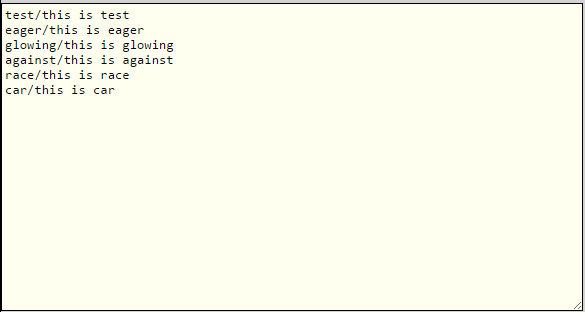 test/this is test
eager/this is eager
glowing/this is glowing
against/this is against
race/this is race
car/this is car